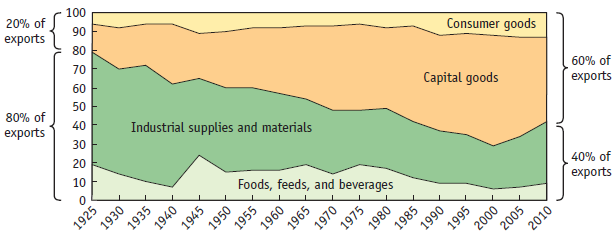 100
90
80
70
60
50
40
30
20
10
0
20% of
exports
80% of
exports
Consumer goods
Capital goods
Industrial supplies and materials
Foods, feeds, and beverages
60% of
exports
40% of
exports
1925
1930
1935
1940
1945
1950
1955
1960
1965
1970
1975
1980
1985
1990
1995
2000
2005
2010